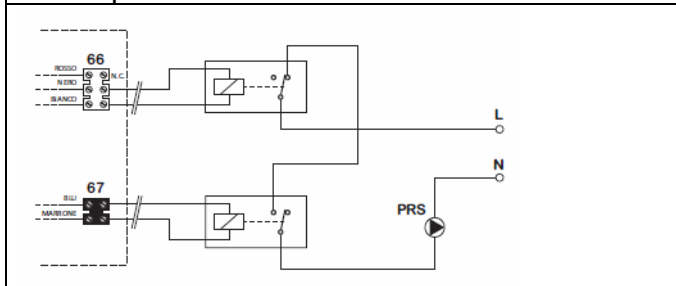 66
ROSSO
N.C.
NERO
BIANCO
L
N
67
BLU
MARRONE
PRS